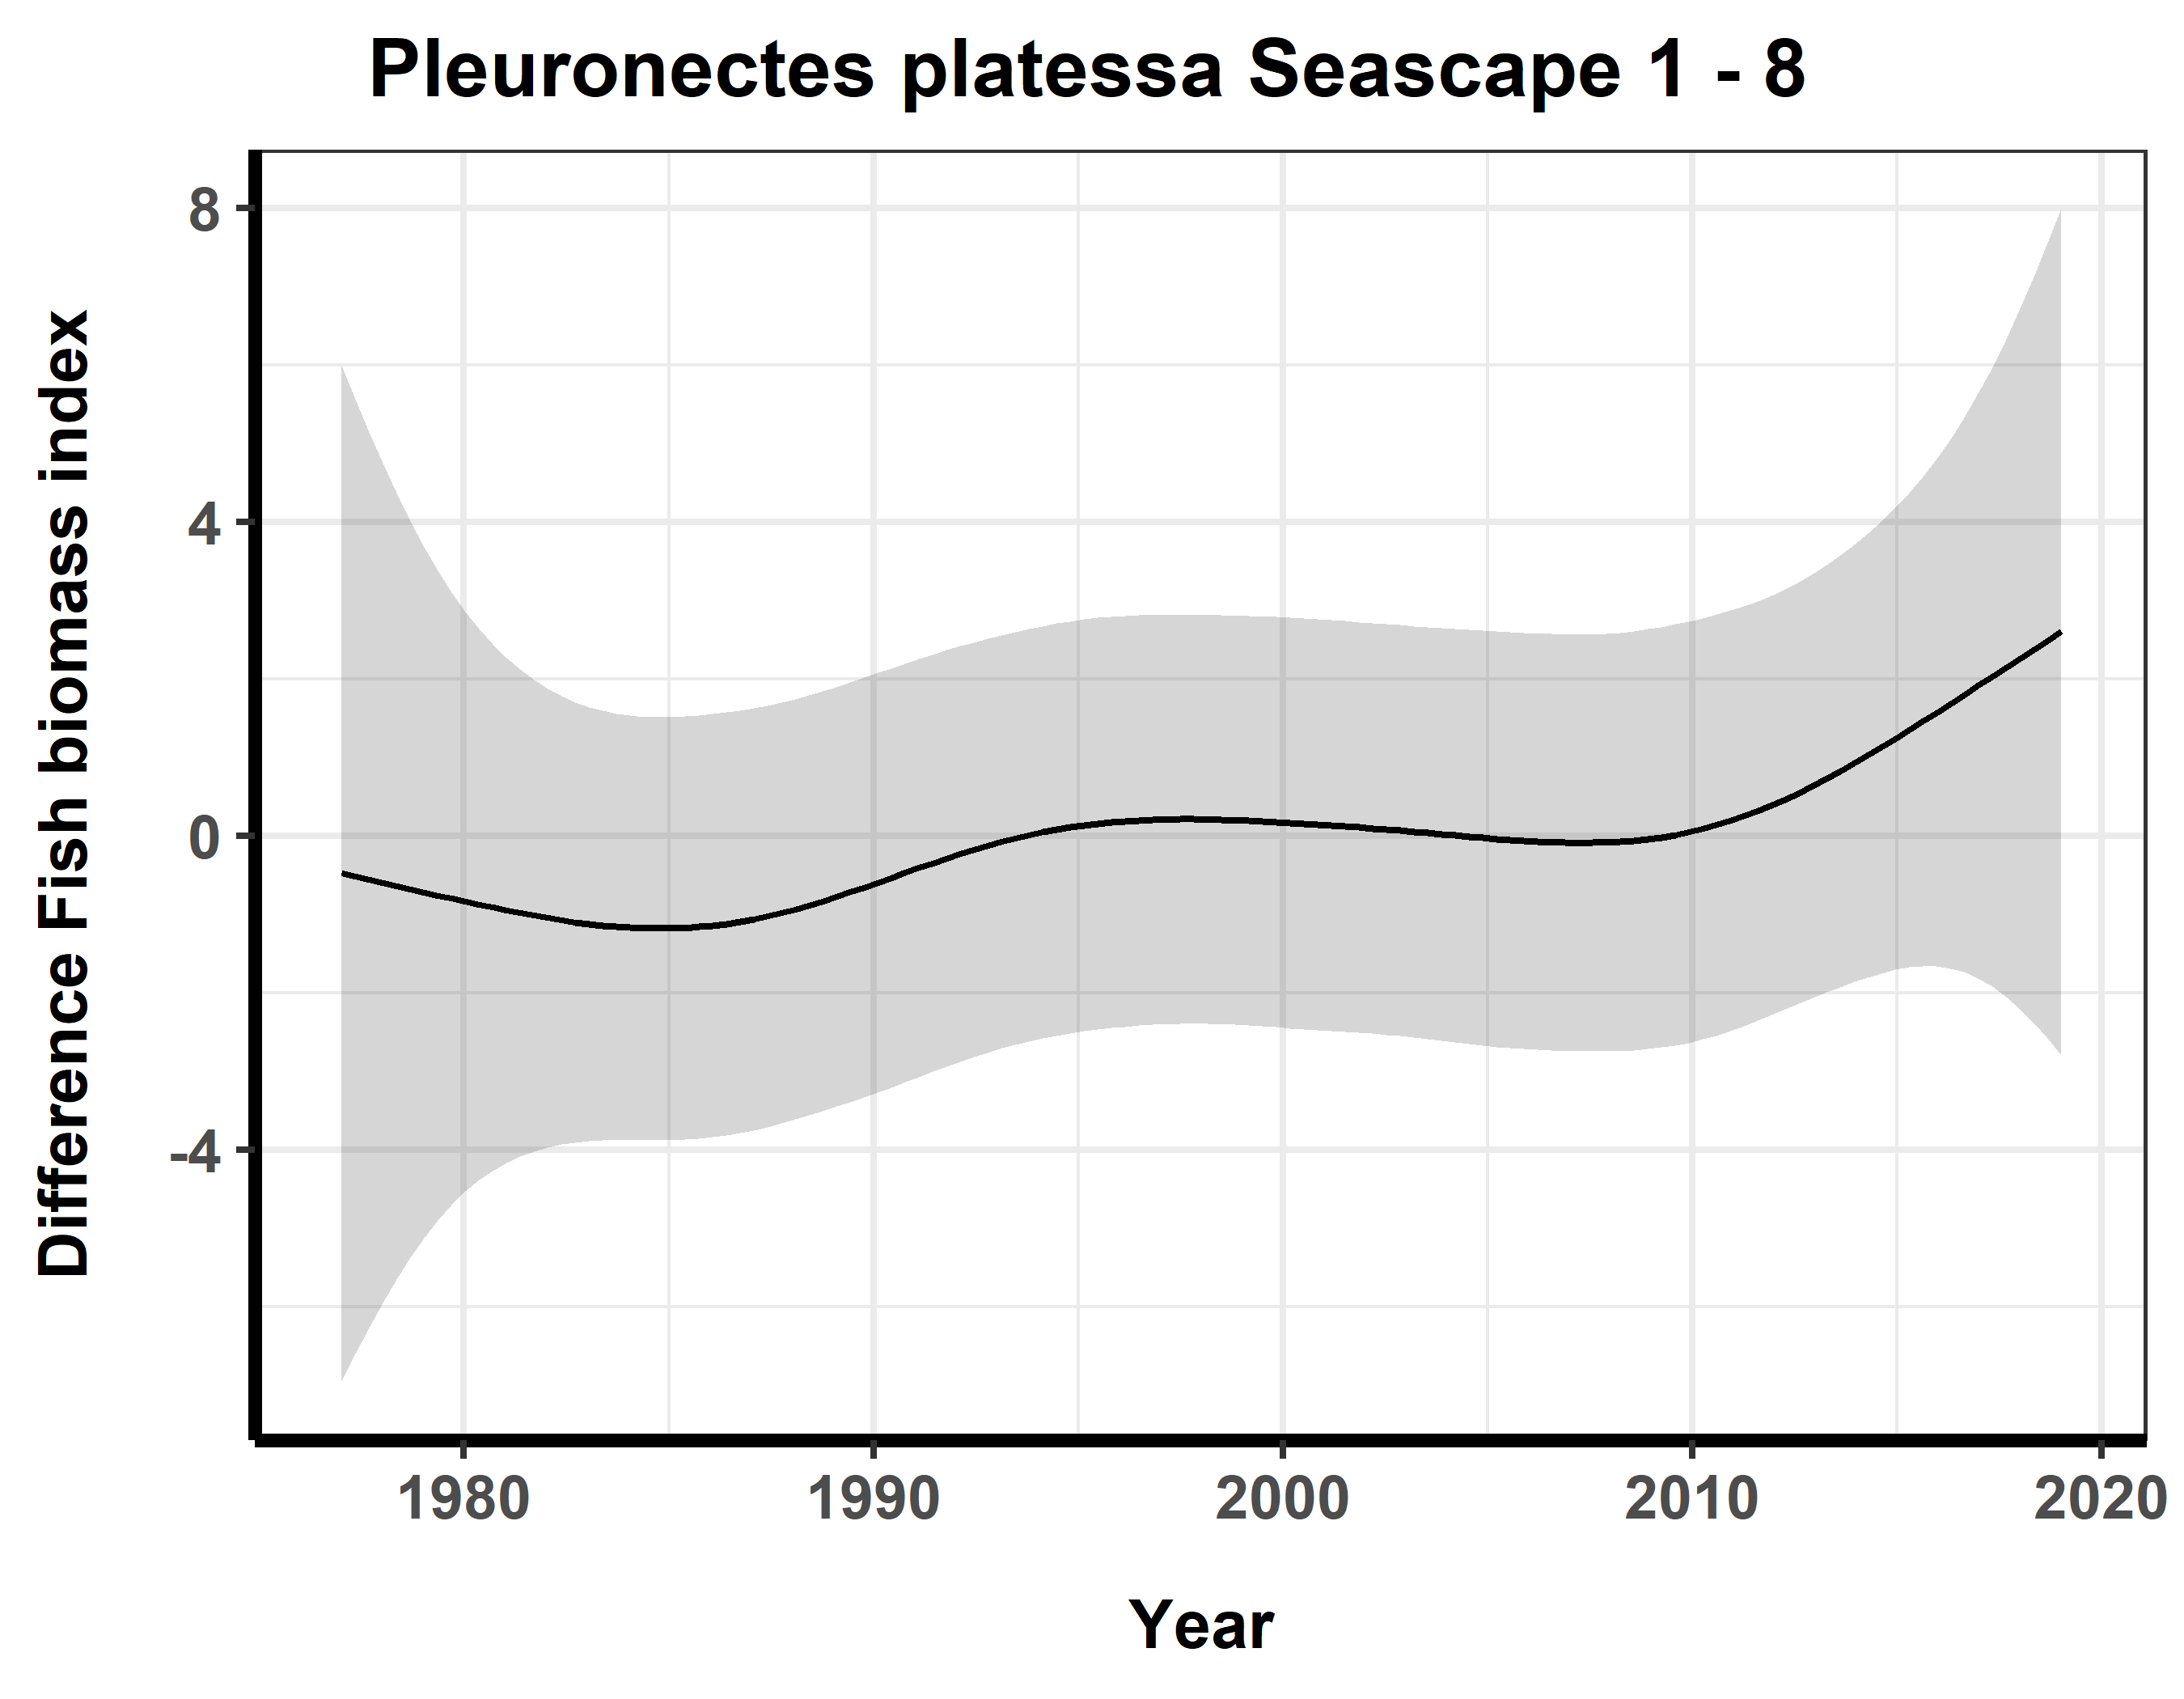 Pleuronectes platessa Seascape 1 - 8
Difference Fish biomass index
8
4
0
-4
1980 1990 2000 2010 2020
Year